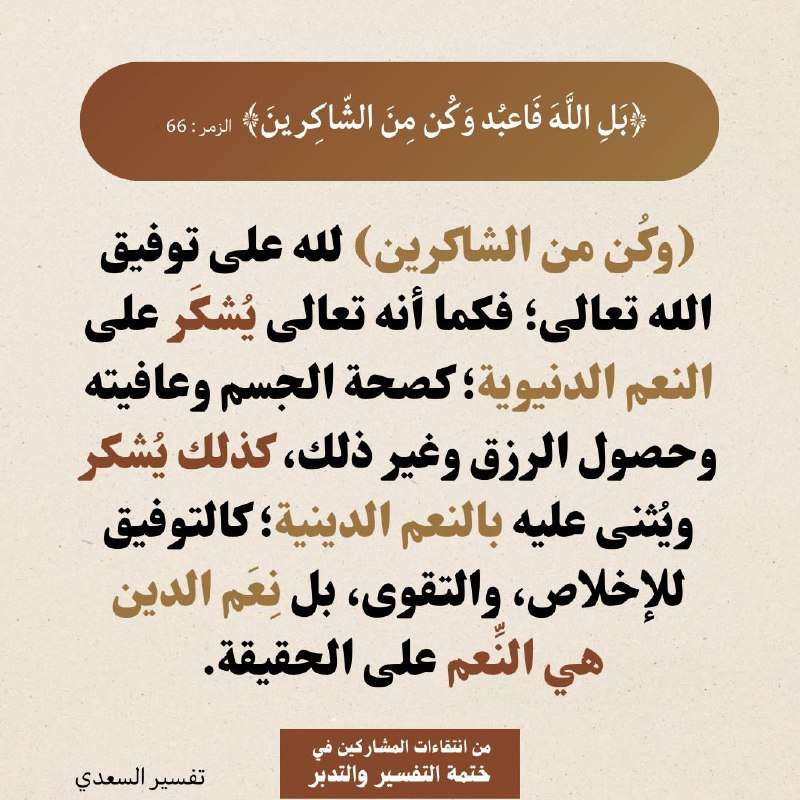 ﴿بَلِ اللَّهَ فَاعبُد وَكُن مِنَ الشّاكِرينَ﴾ الزمر: 66
(وكُن من الشاكرين) لله على توفيق
الله تعالى؛ فكما أنه تعالى يُشكَر على
النعم الدنيوية؛ كصحة الجسم وعافيته
وحصول الرزق وغير ذلك، كذلك يُشكر
ويُثنى عليه بالنعم الدينية؛ كالتوفيق
للإخلاص، والتقوى، بل نِعَم الدين
هي النِّعم على الحقيقة.
من انتقاءات المشاركين في
ختمة التفسير والتدبر
تفسير السعدي